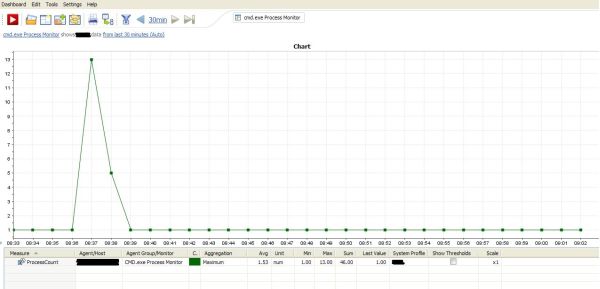 Dashboard Edit Tools Settings Help
30min cmd.exe Process Monitor
cmd.exe Process Monitor shows data from last 30 minutes (Auto)
Chart
13
12
11
10
9
8
7
6
5
4
3
2
1
08:33 08:34 08:35 08:36 08:37 08:38 08:39 08:40 08:41 08:42 08:43 08:44 08:45 08:46 08:47 08:48 08:49 08:50 08:51 08:52 08:53 08:54 08:55 08:56 08:57 08:58 08:59 09:00 09:01 09:02
Measure Agent/Host Agent Group/Monitor C. Aggregation Avg Unit Min Max Sum Last Value System Profile Show Thresholds Scale
ProcessCount CMD.exe Process Monitor Maximum 1.53 num 1.00 13.00 46.00 1.00 x1